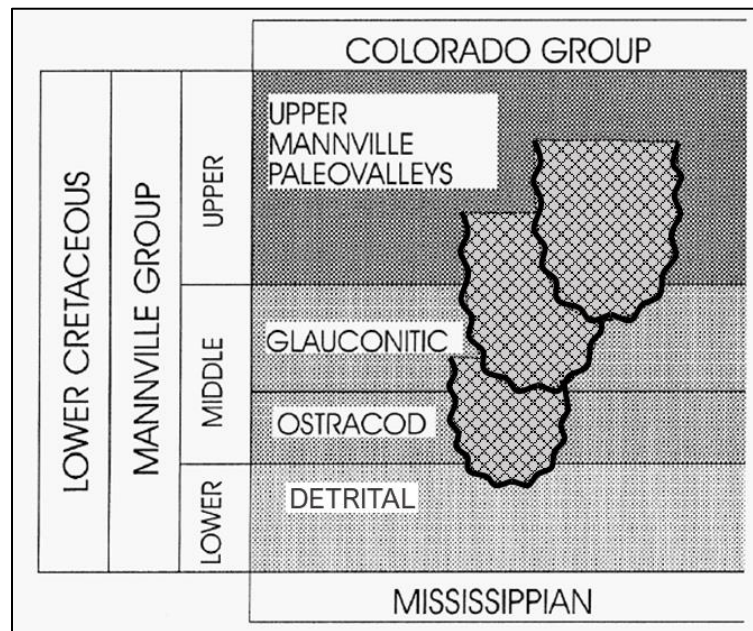 COLORADO GROUP
LOWER CRETACEOUS
MANNVILLE GROUP
UPPER
UPPER
MANNVILLE
PALEOVALLEYS
MIDDLE
GLAUCONITIC
OSTRACOD
LOWER
DETRITAL
MISSISSIPPIAN